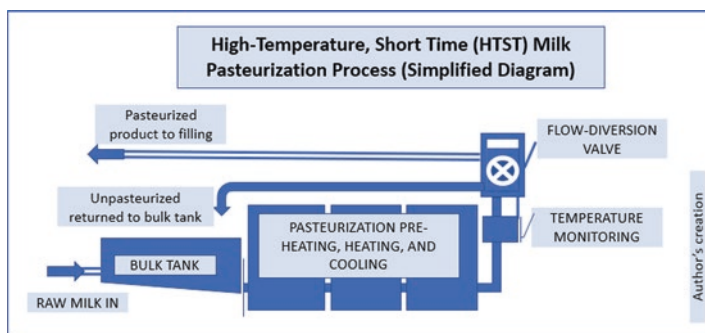 High-Temperature, Short Time (HTST) Milk
Pasteurization Process (Simplified Diagram)
Pasteurized
product to filling
FLOW-DIVERSION
VALVE
Unpasteurized
returned to bulk tank
PASTEURIZATION PRE-
HEATING, HEATING, AND
COOLING
TEMPERATURE
MONITORING
BULK TANK
RAW MILK IN
Author's creation